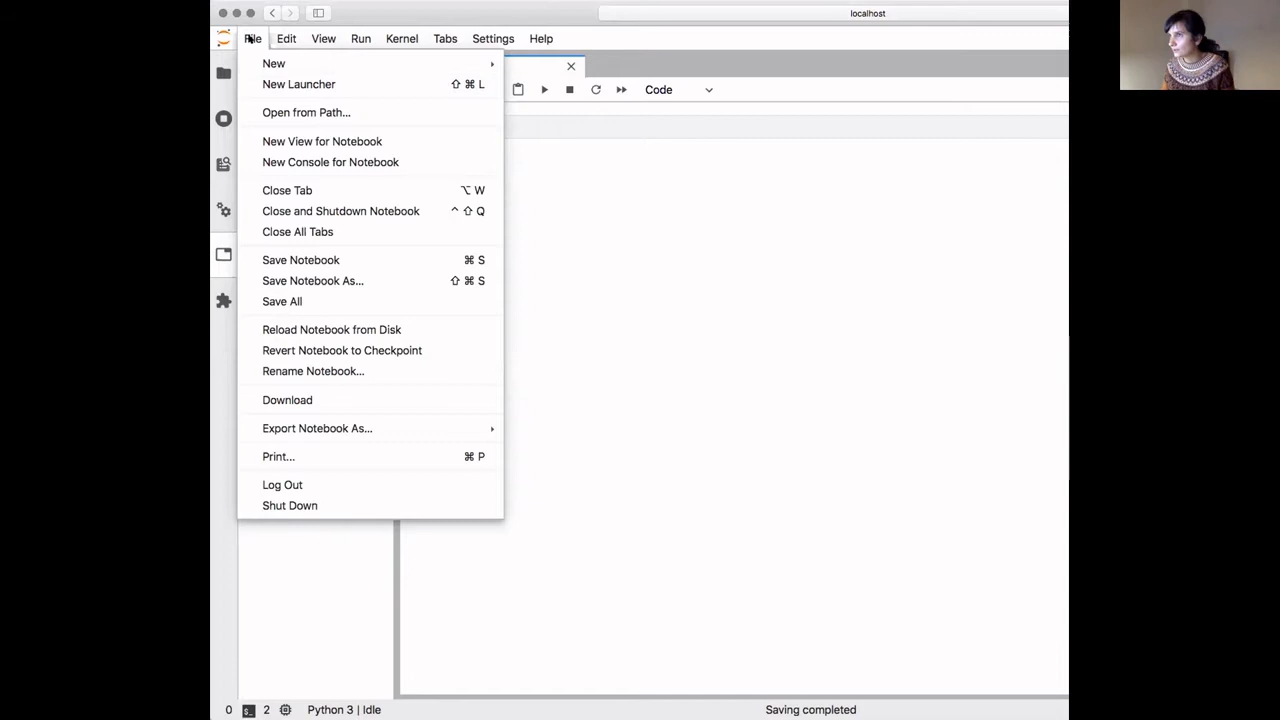 localhost
File Edit View Run Kernel Tabs Settings Help
New
New Launcher ⇧ ⌘ L
Open from Path...
New View for Notebook
New Console for Notebook
Close Tab ⌥ W
Close and Shutdown Notebook ^ ⇧ Q
Close All Tabs
Save Notebook ⌘ S
Save Notebook As... ⇧ ⌘ S
Save All
Reload Notebook from Disk
Revert Notebook to Checkpoint
Rename Notebook...
Download
Export Notebook As...
Print... ⌘ P
Log Out
Shut Down
Code
0 $_ 2 Python 3 | Idle Saving completed